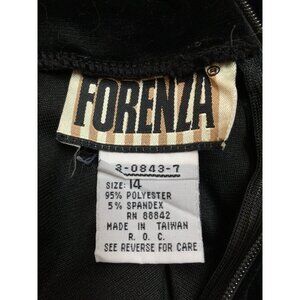 FORENZA®
3-0843-7
SIZE: 14
95% POLYESTER
5% SPANDEX
RN 88842
MADE IN TAIWAN
R. O. C.
SEE REVERSE FOR CARE